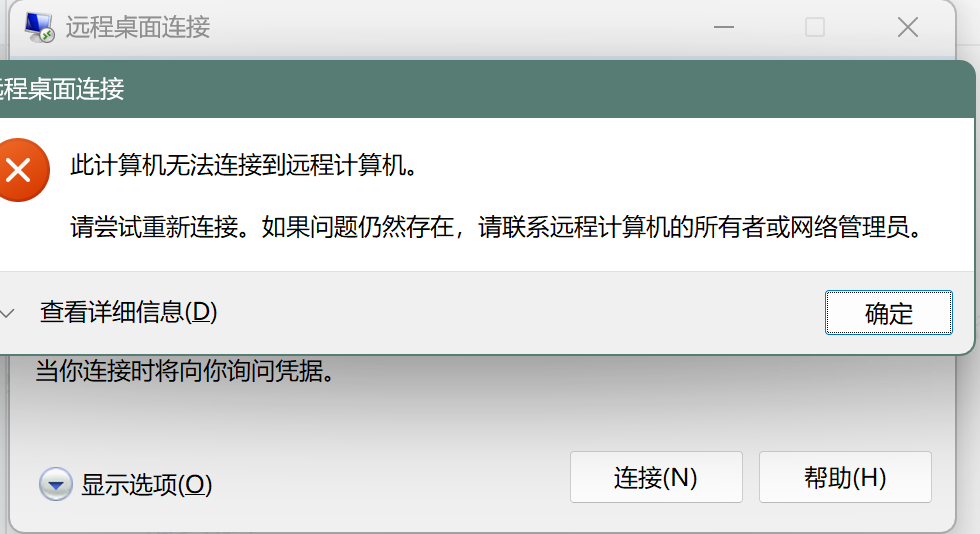 远程桌面连接
程桌面连接
此计算机无法连接到远程计算机。
请尝试重新连接。如果问题仍然存在，请联系远程计算机的所有者或网络管理员。
查看详细信息(D)
确定
当你连接时将向你询问凭据。
显示选项(O)
连接(N)
帮助(H)